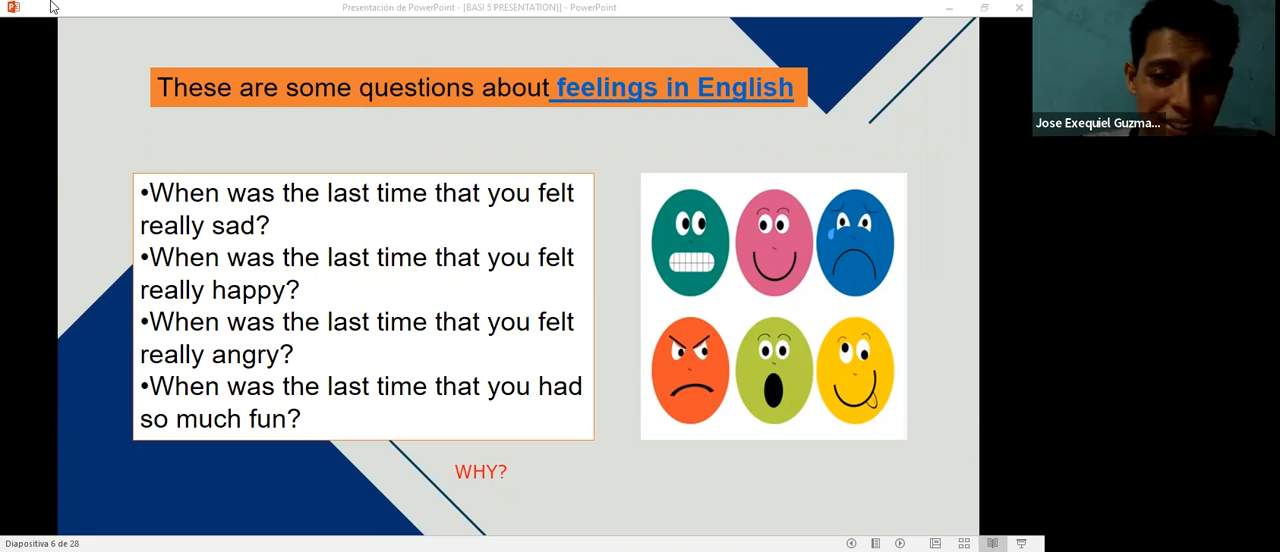 Presentación de PowerPoint - [BASI 5 PRESENTATION)] - PowerPoint
These are some questions about feelings in English
Jose Exequiel Guzma...
•When was the last time that you felt
really sad?
•When was the last time that you felt
really happy?
•When was the last time that you felt
really angry?
•When was the last time that you had
so much fun?
WHY?
Diapositiva 6 de 28